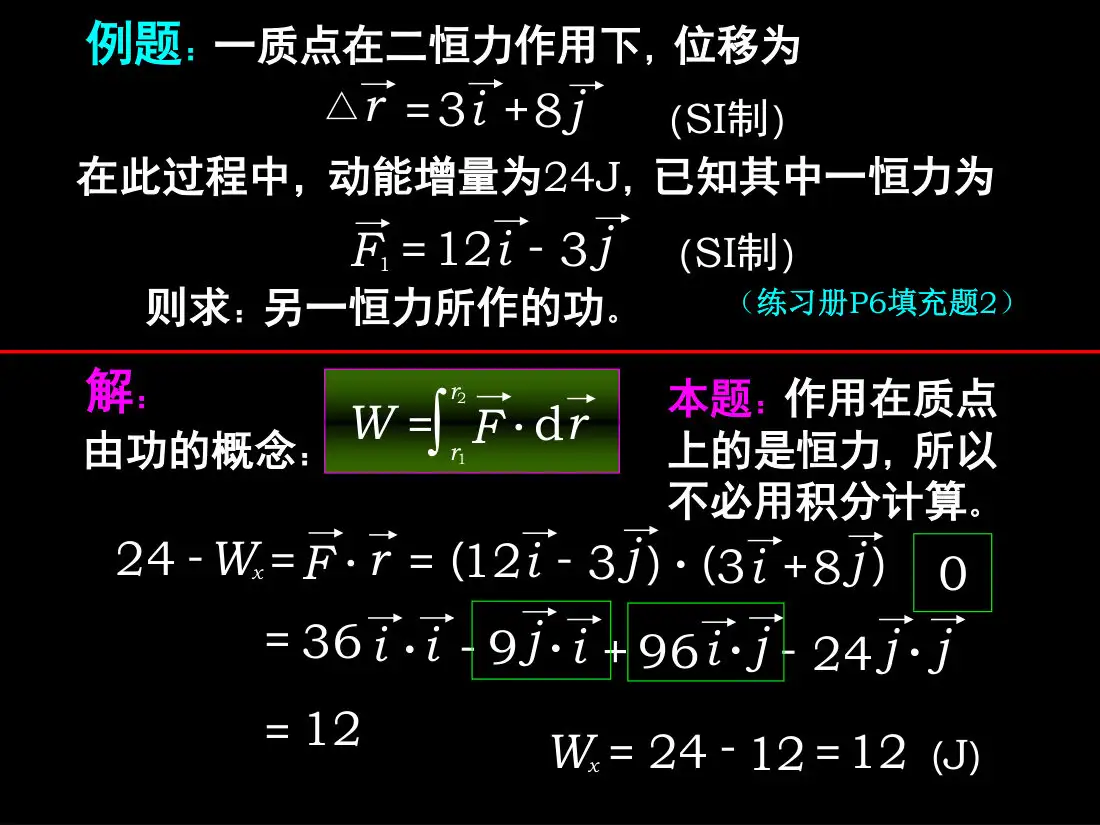 例题：一质点在二恒力作用下，位移为
△r⃗ = 3i⃗ + 8j⃗ （SI制）
在此过程中，动能增量为24J，已知其中一恒力为
F⃗₁ = 12i⃗ - 3j⃗ （SI制）
则求：另一恒力所作的功。 （练习册P6填充题2）
解：
由功的概念：
W = ∫_{r₁}^{r₂} F⃗ · dr⃗
本题：作用在质点
上的是恒力，所以
不必用积分计算。
24 - Wₓ = F⃗ · r⃗ = (12i⃗ - 3j⃗) · (3i⃗ + 8j⃗) 0
= 36 i⃗ · i⃗ - 9 j⃗ · i⃗ + 96 i⃗ · j⃗ - 24 j⃗ · j⃗
= 12
Wₓ = 24 - 12 = 12 (J)